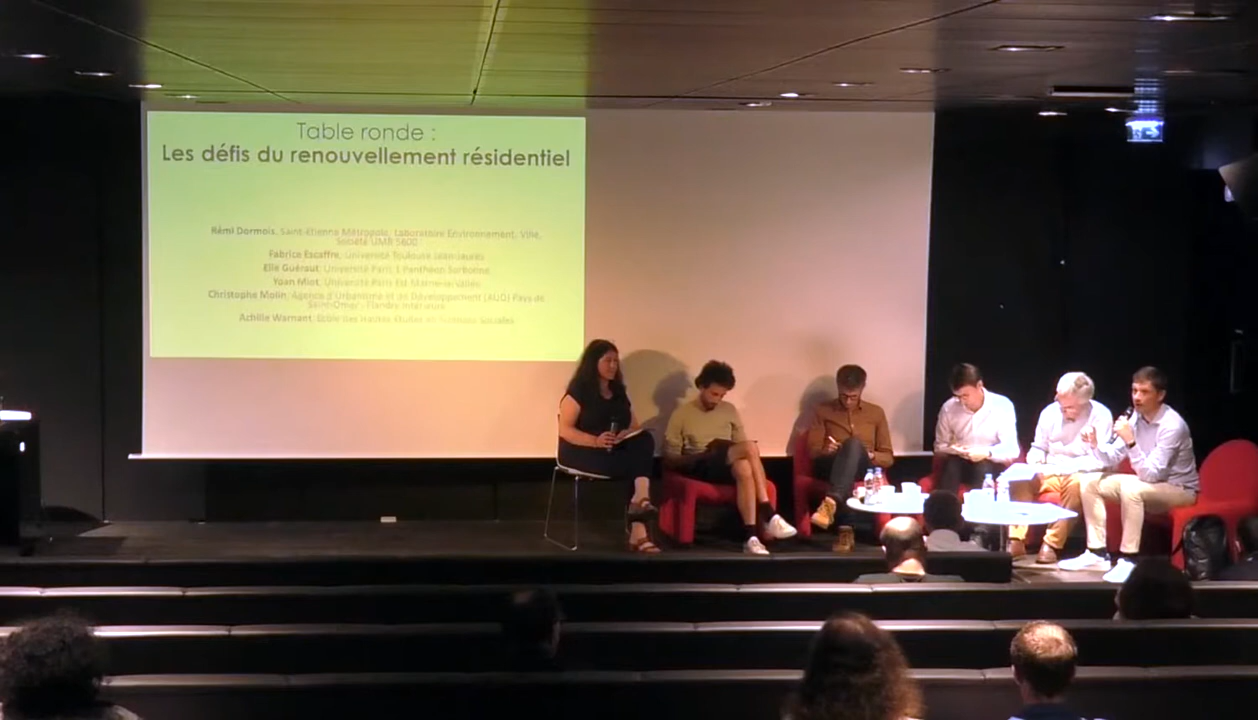 Table ronde :
Les défis du renouvellement résidentiel
Rémi Dormois, Saint-Etienne Métropole, Laboratoire Environnement, Ville,
Société UMR 5600
Fabrice Escaffre, Université Toulouse Jean Jaurès
Elie Guéraut, Université Paris 1 Panthéon Sorbonne
Yoan Miot, Université Paris Est Marne-la-Vallée
Christophe Molin, Agence d'Urbanisme et de Développement (AUD) Pays de
Saint-Omer - Flandre intérieure
Achille Warnant, Ecole des Hautes Etudes en Sciences Sociales